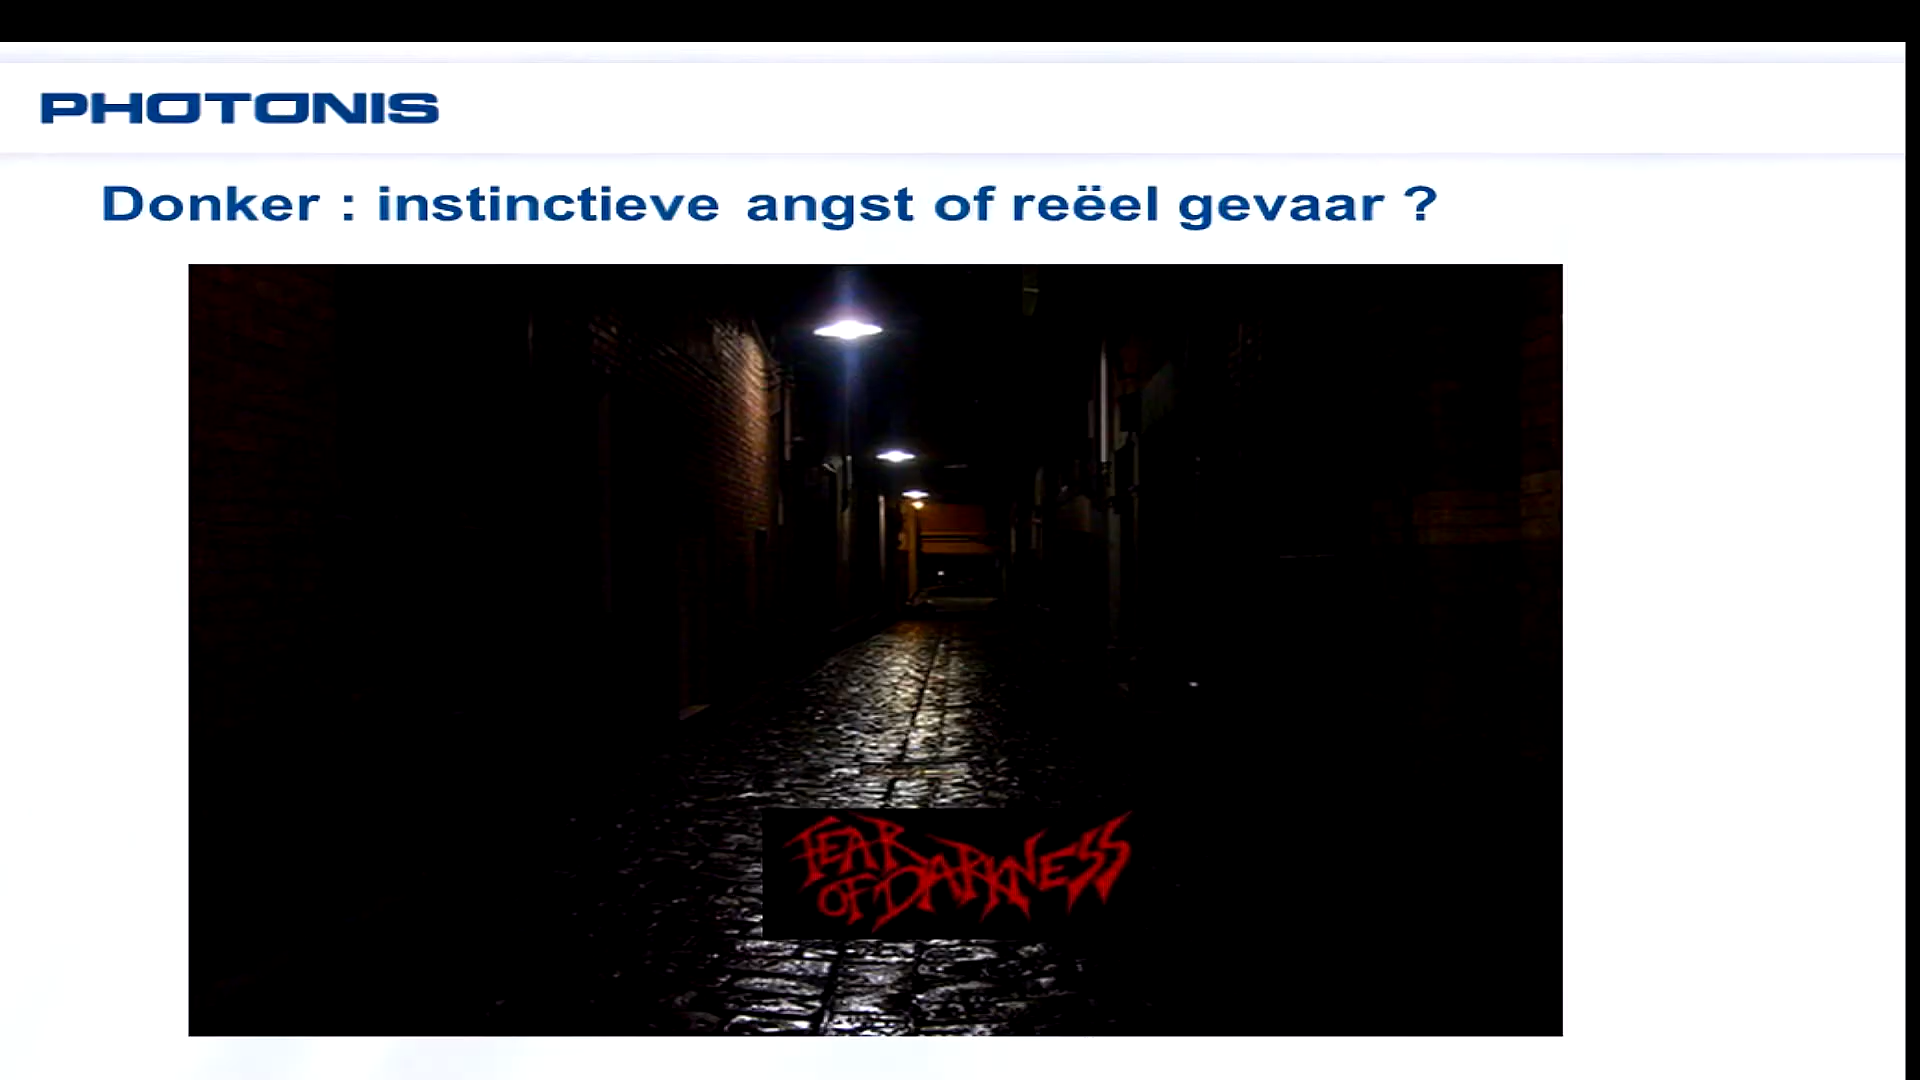 PHOTONIS
Donker : instinctieve angst of reëel gevaar ?
FEAR
OF DARKNESS